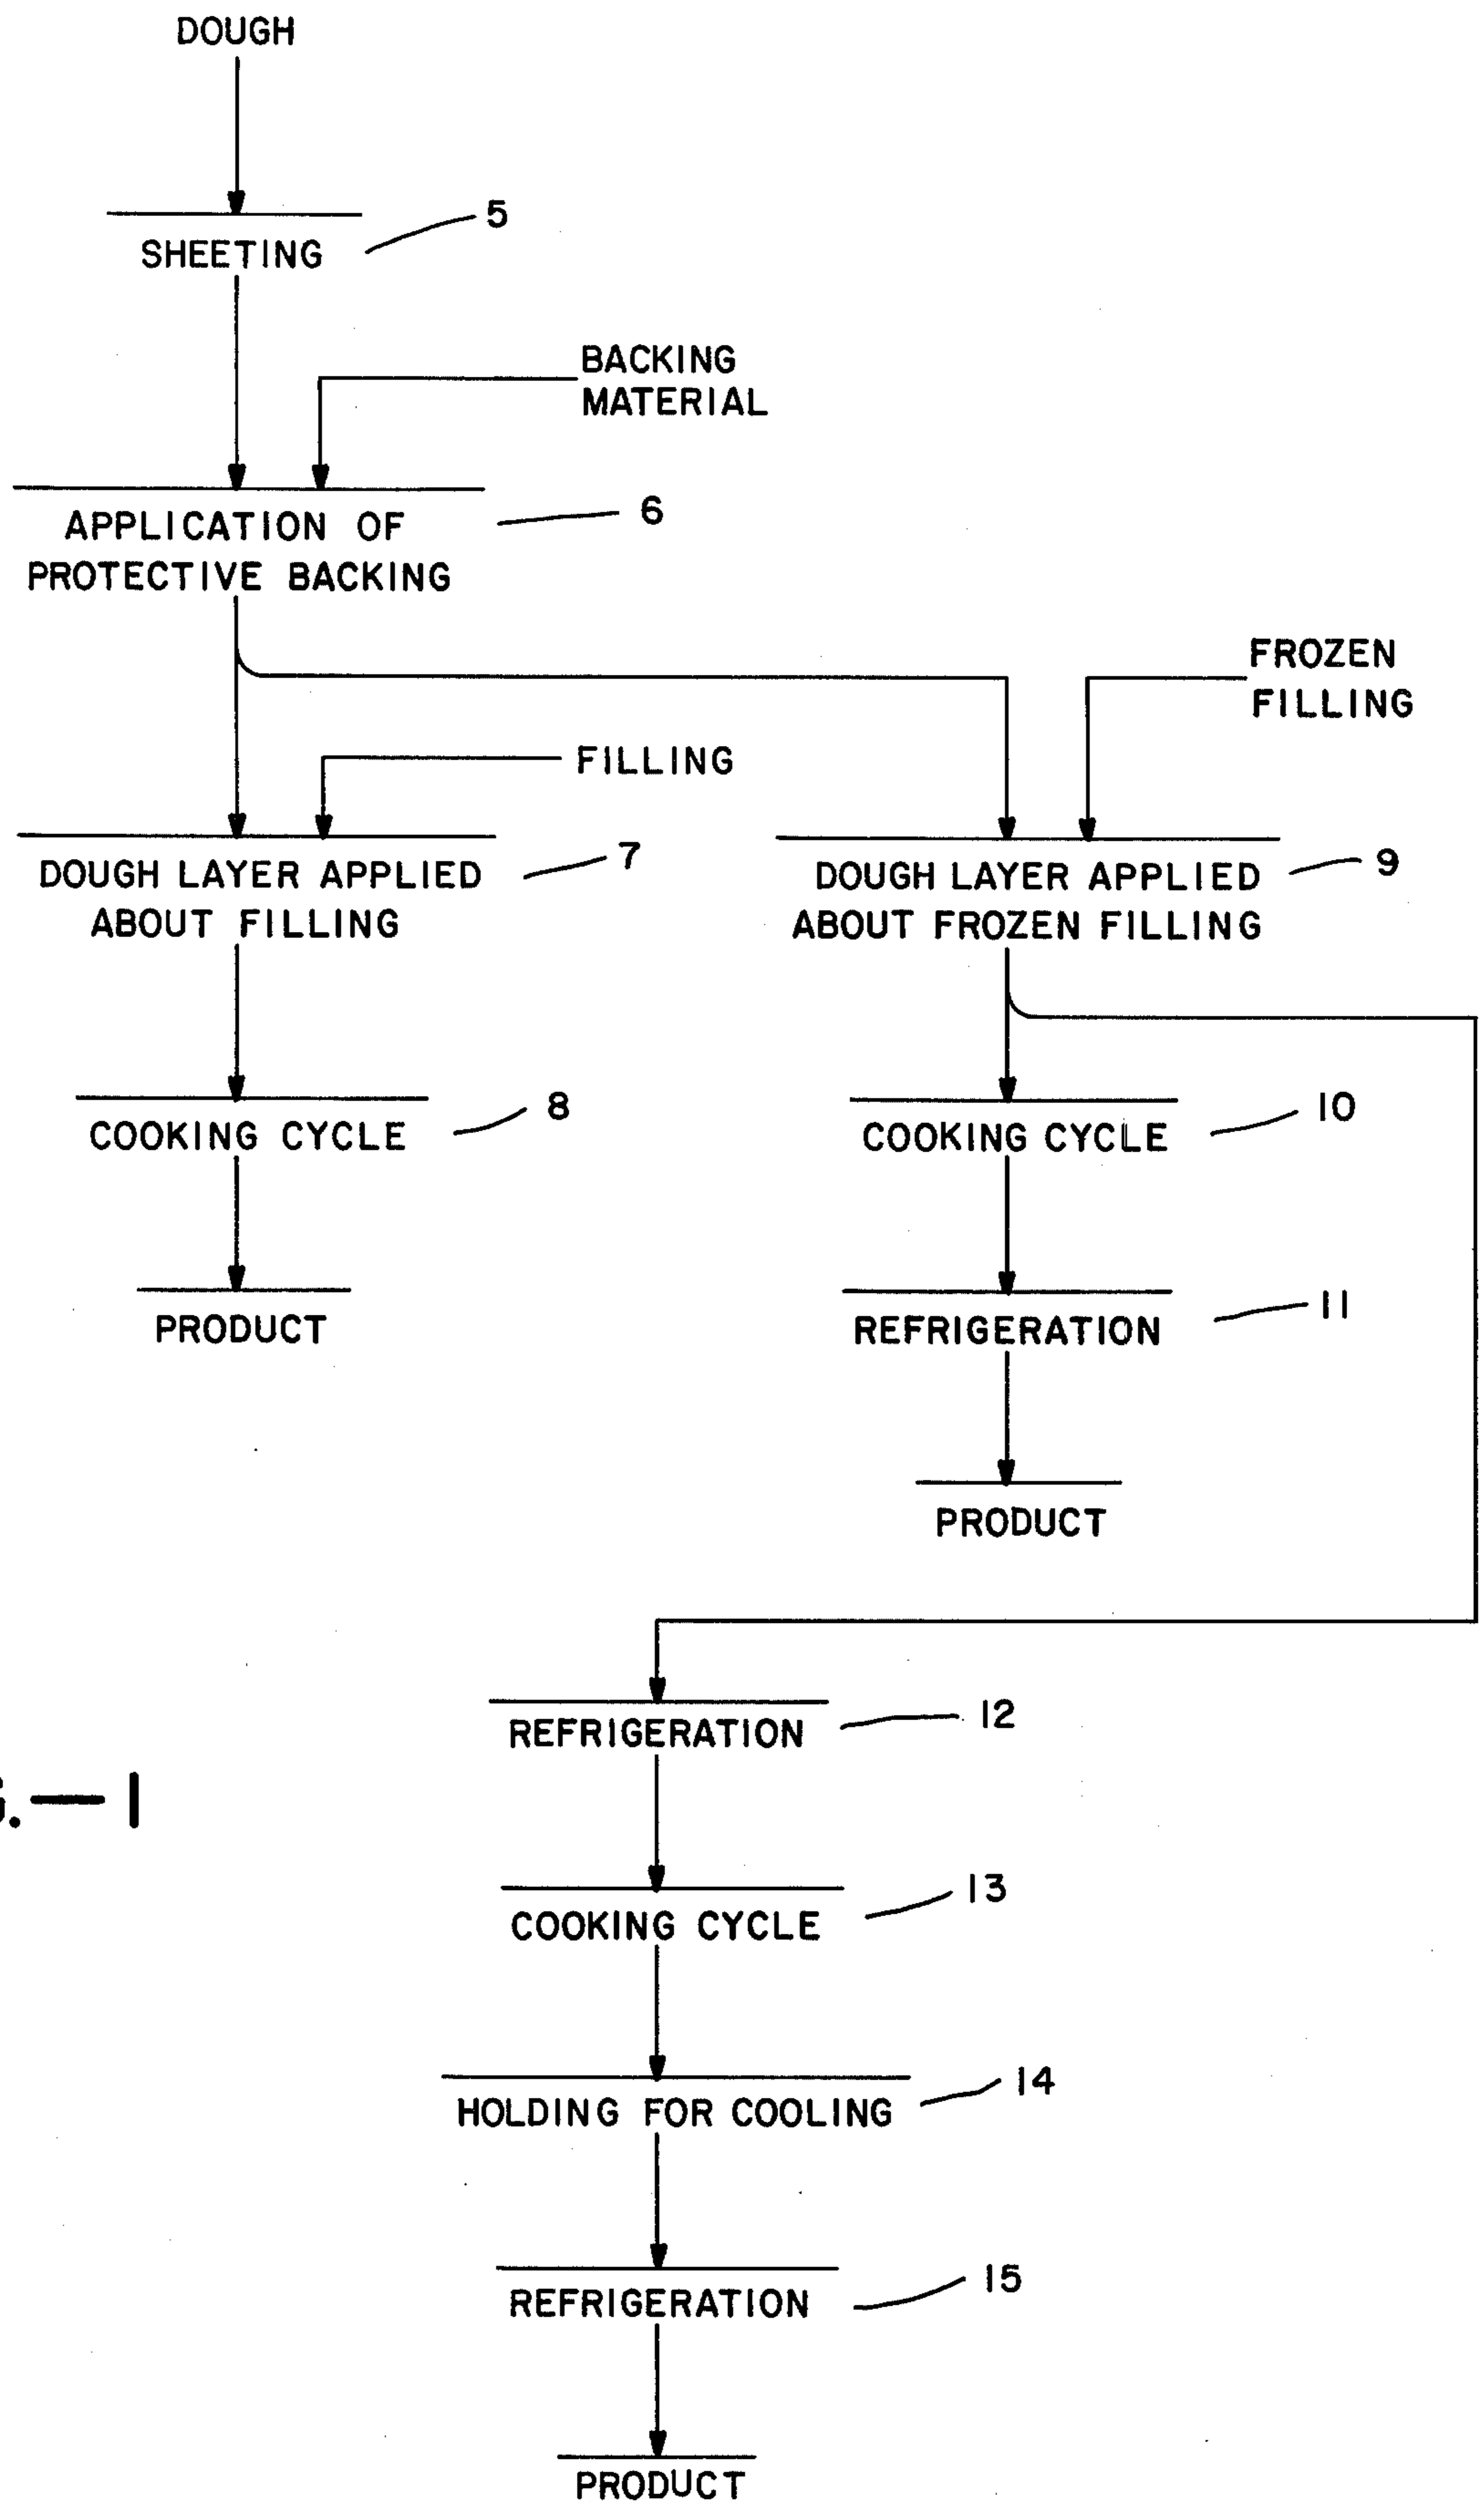 DOUGH
SHEETING
5
BACKING
MATERIAL
APPLICATION OF
PROTECTIVE BACKING
6
FROZEN
FILLING
FILLING
DOUGH LAYER APPLIED
ABOUT FILLING
7
DOUGH LAYER APPLIED
ABOUT FROZEN FILLING
9
COOKING CYCLE
8
COOKING CYCLE
10
PRODUCT
REFRIGERATION
11
PRODUCT
REFRIGERATION
12
.—1
COOKING CYCLE
13
HOLDING FOR COOLING
14
REFRIGERATION
15
PRODUCT